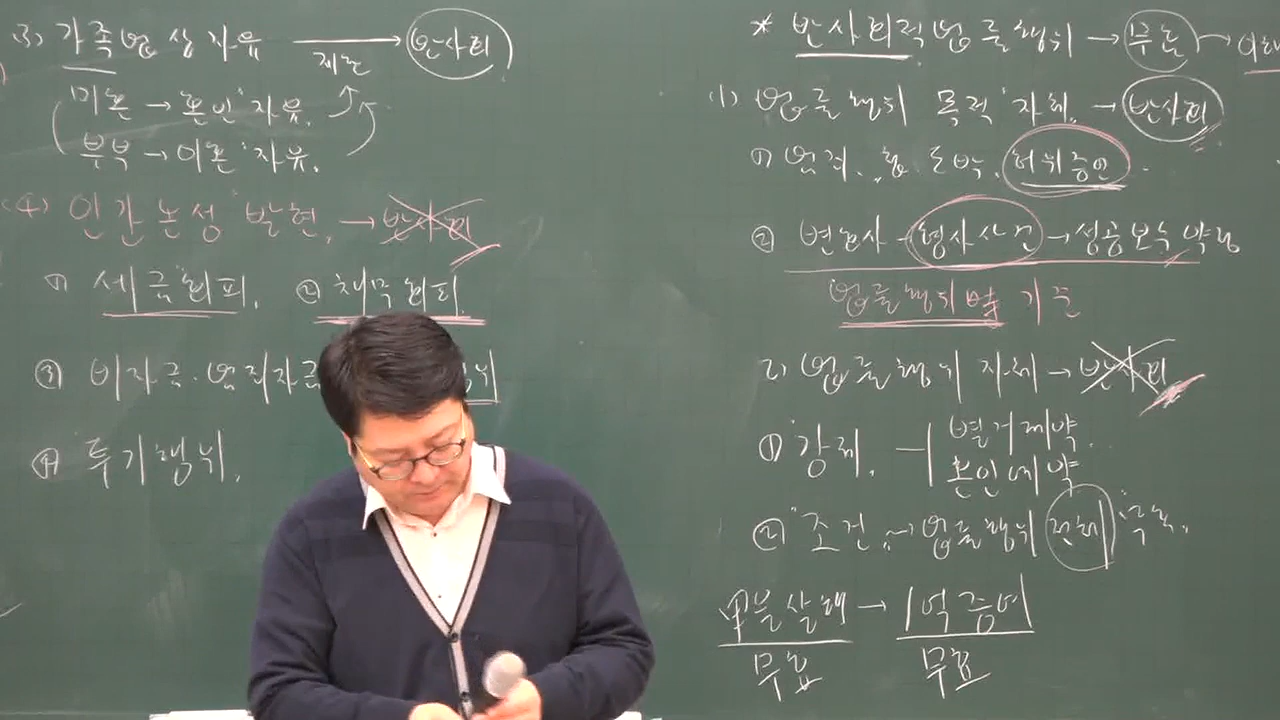 3) 가족법상 자유 → 반사회
제한
미혼 → 혼인" 자유.
부부 → 이혼" 자유.
(4) 인간본성 발현. → 반사회
① 세금회피. ② 채무회피.
③ 비자금·범죄자금
④ 투기행위.
* 반사회적 법률행위 → 무효 →
(1) 법률행위 목적 "자체. → 반사회
① 범죄. 도박. 허위증언
② 변호사 - 형사사건 → 성공보수약정
법률행위 기준
2) 법률행위 자체 → 반사회
① "강제.
별거계약.
혼인예약
② "조건. → 법률행위 전체
甲 살해 → 1억 증여
무효 무효